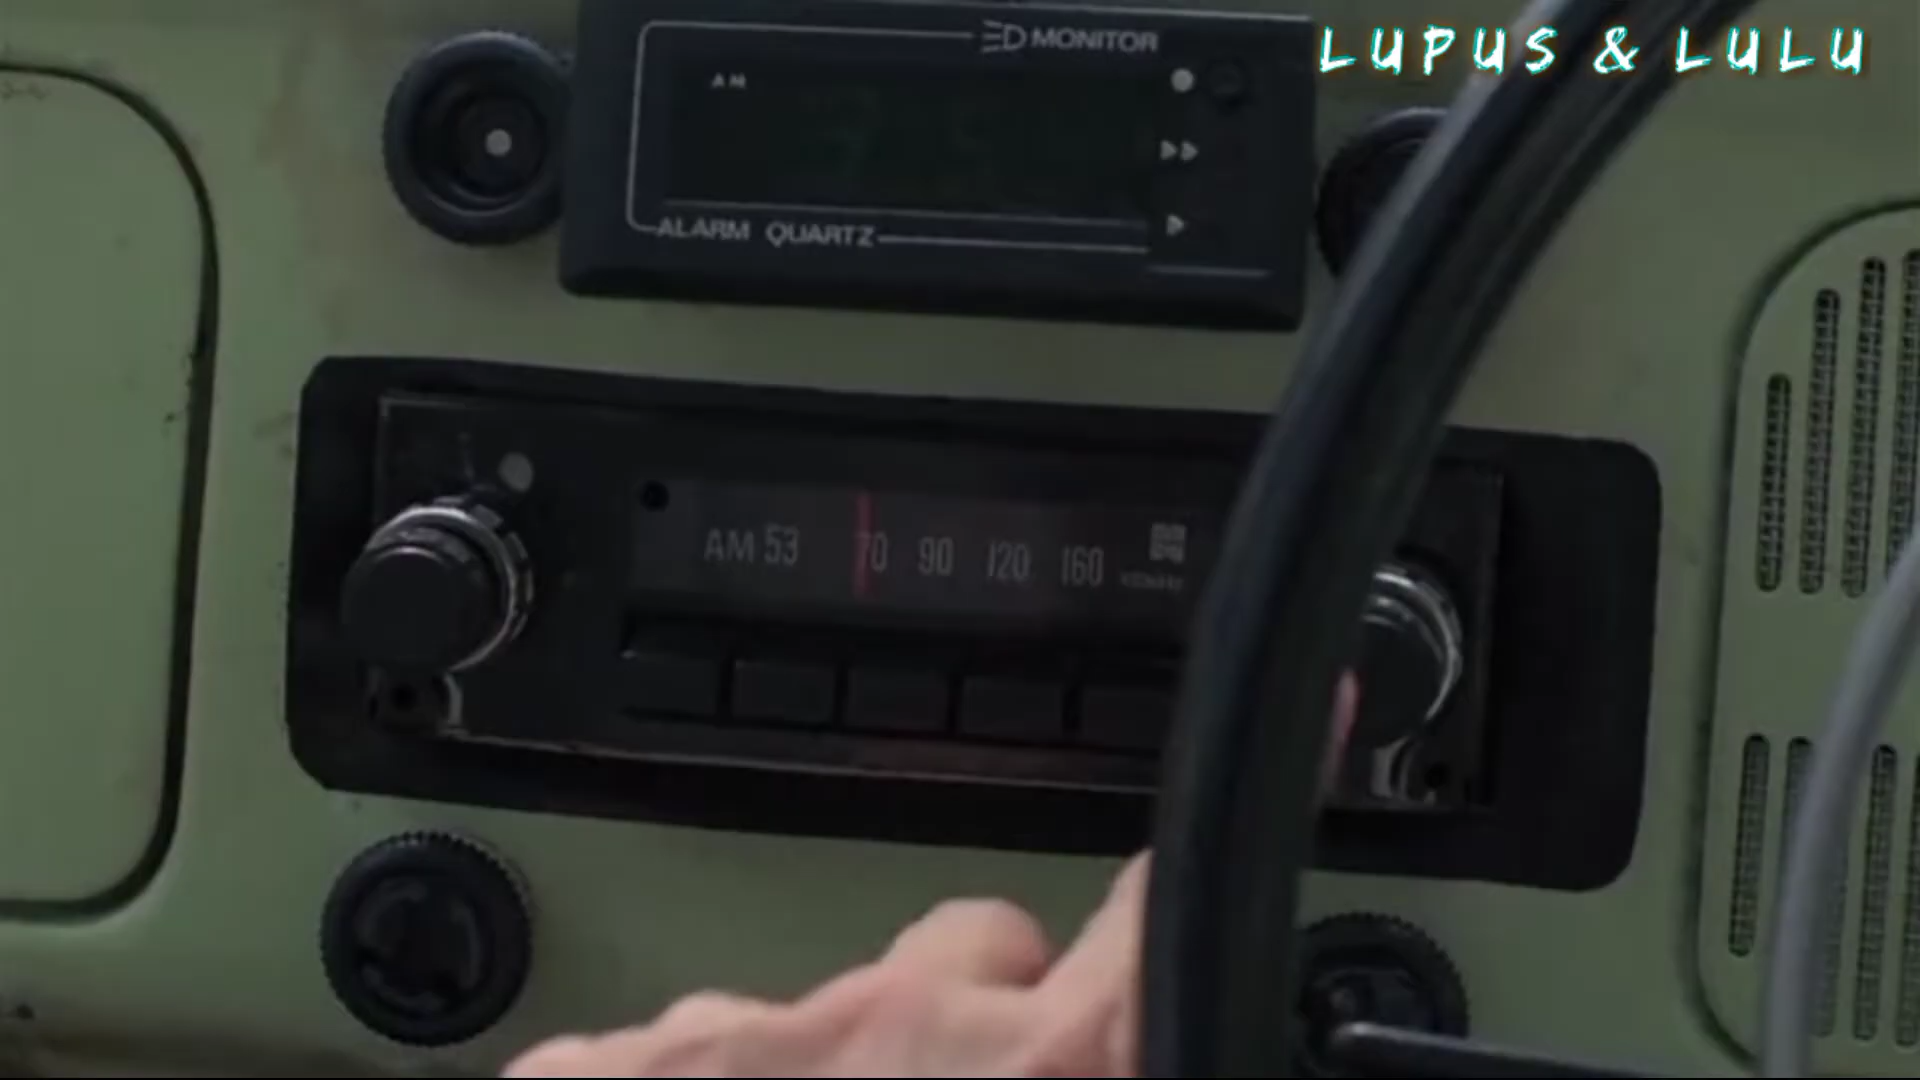 LUPUS & LULU
MONITOR
AM
ALARM QUARTZ
AM 53 70 90 120 160